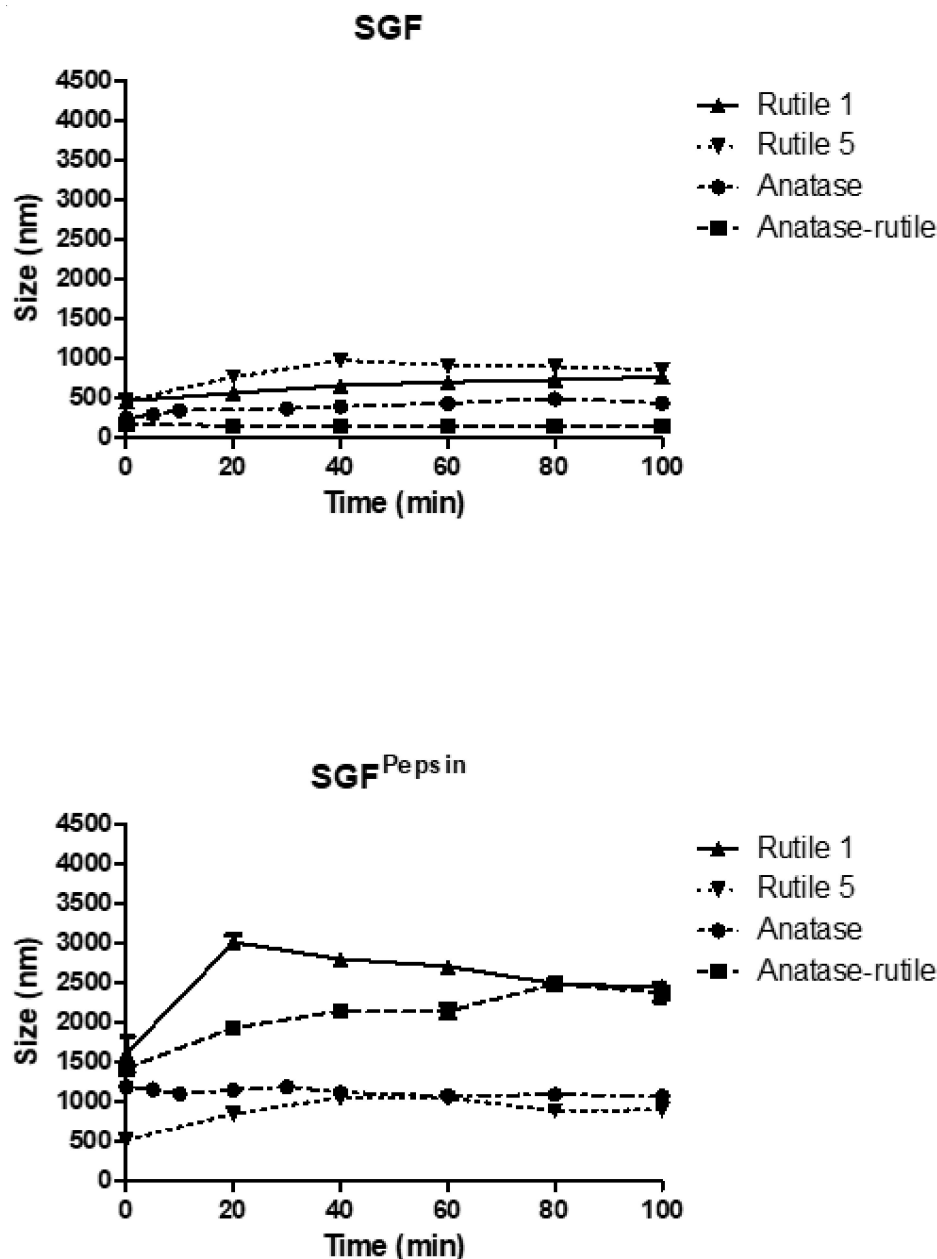 SGF
4500
4000
3500
3000
2500
2000
1500
1000
500
0
Size (nm)
0 20 40 60 80 100
Time (min)
Rutile 1
Rutile 5
Anatase
Anatase-rutile
SGF Pepsin
4500
4000
3500
3000
2500
2000
1500
1000
500
0
Size (nm)
0 20 40 60 80 100
Time (min)
Rutile 1
Rutile 5
Anatase
Anatase-rutile